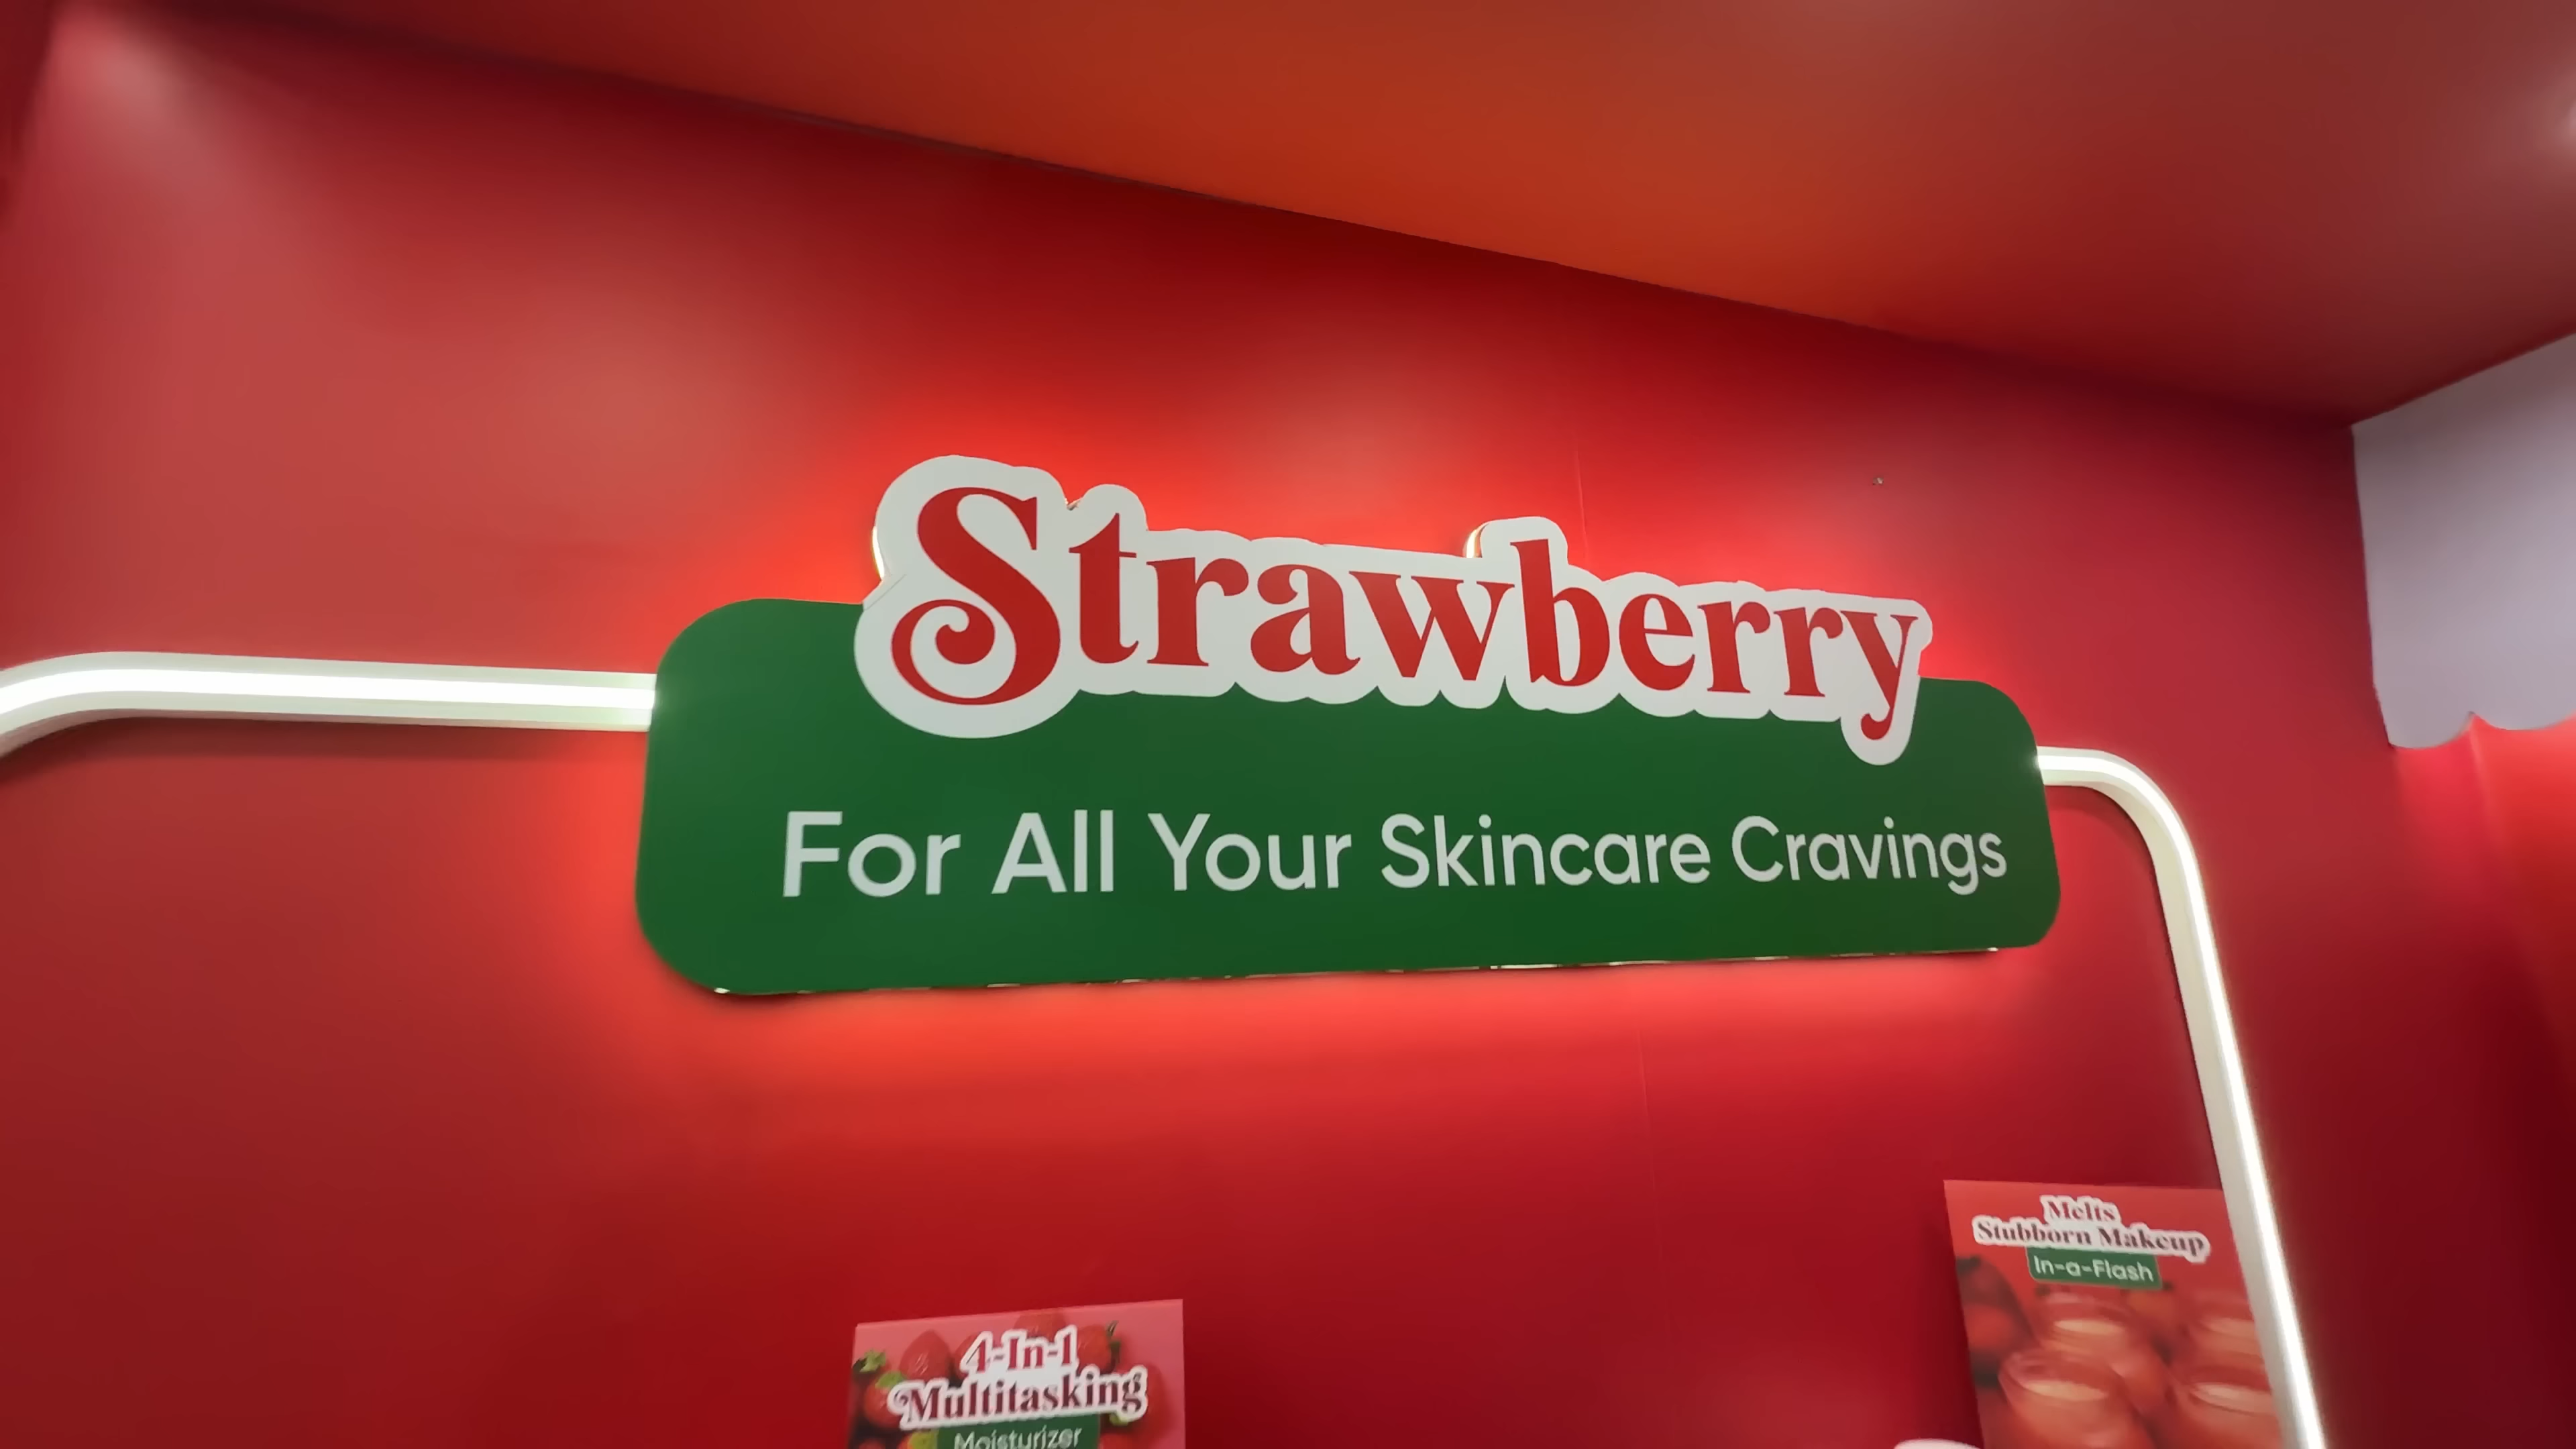 Strawberry
For All Your Skincare Cravings
Melts
Stubborn Makeup
In-a-Flash
4-In-1
Multitasking
Moisturizer